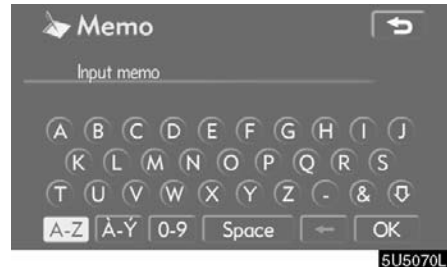 Memo
Input memo
A B C D E F G H I J
K L M N O P Q R S
T U V W X Y Z - &
A-Z À-Ý 0-9 Space ← OK
5U5070L